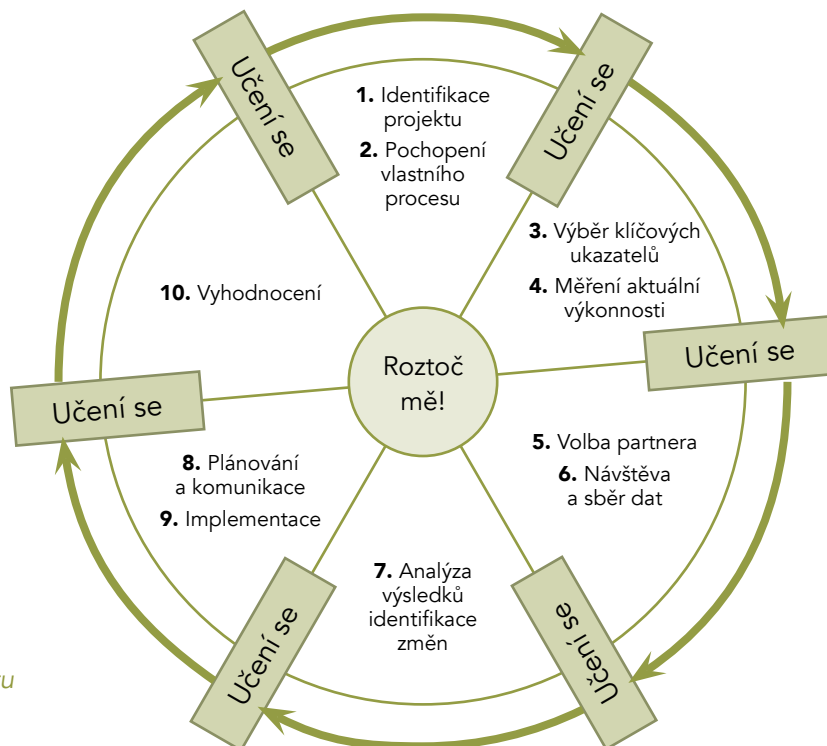 Učení se
Učení se
1. Identifikace
projektu
2. Pochopení
vlastního
procesu
3. Výběr klíčových
ukazatelů
4. Měření aktuální
výkonnosti
10. Vyhodnocení
Roztoč
mě!
Učení se
Učení se
5. Volba partnera
6. Návštěva
a sběr dat
8. Plánování
a komunikace
9. Implementace
7. Analýza
výsledků
identifikace
změn
Učení se
Učení se